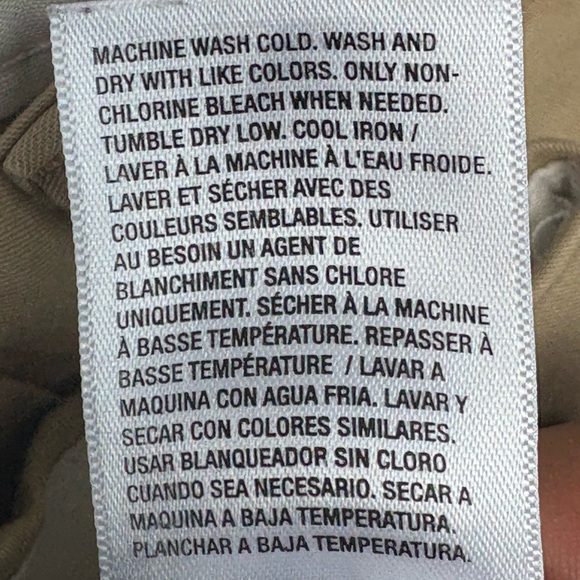 MACHINE WASH COLD. WASH AND
DRY WITH LIKE COLORS. ONLY NON-
CHLORINE BLEACH WHEN NEEDED.
TUMBLE DRY LOW. COOL IRON /
LAVER À LA MACHINE À L'EAU FROIDE.
LAVER ET SÉCHER AVEC DES
COULEURS SEMBLABLES. UTILISER
AU BESOIN UN AGENT DE
BLANCHIMENT SANS CHLORE
UNIQUEMENT. SÉCHER À LA MACHINE
À BASSE TEMPÉRATURE. REPASSER À
BASSE TEMPÉRATURE / LAVAR A
MAQUINA CON AGUA FRIA. LAVAR Y
SECAR CON COLORES SIMILARES.
USAR BLANQUEADOR SIN CLORO
CUANDO SEA NECESARIO. SECAR A
MAQUINA A BAJA TEMPERATURA.
PLANCHAR A BAJA TEMPERATURA.